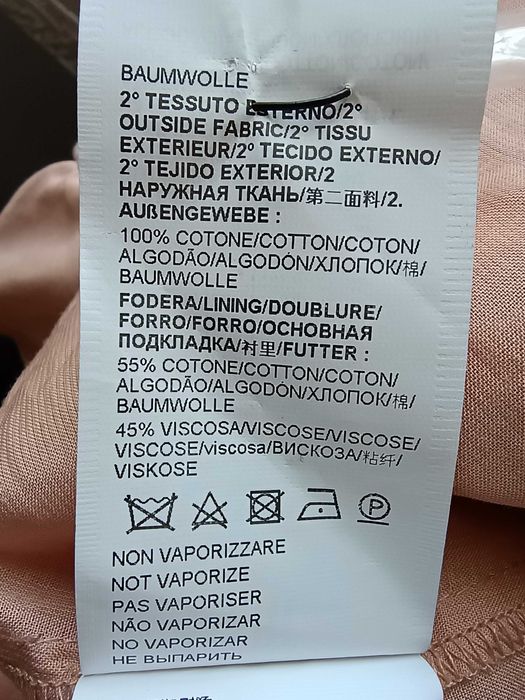 BAUMWOLLE
2° TESSUTO ESTERNO/2°
OUTSIDE FABRIC/2° TISSU
EXTERIEUR/2º TECIDO EXTERNO/
2° TEJIDO EXTERIOR/2
НАРУЖНАЯ ТКАНЬ/第二面料/2.
AUßENGEWEBE :
100% COTONE/COTTON/COTON/
ALGODÃO/ALGODÓN/ХЛОПОК/棉/
BAUMWOLLE
FODERA/LINING/DOUBLURE/
FORRO/FORRO/ОСНОВНАЯ
ПОДКЛАДКА/衬里/FUTTER :
55% COTONE/COTTON/COTON/
ALGODÃO/ALGODÓN/ХЛОПОК/棉/
BAUMWOLLE
45% VISCOSA/VISCOSE/VISCOSE/
VISCOSE/viscosa/ВИСКОЗА/粘纤/
VISKOSE
P
NON VAPORIZZARE
NOT VAPORIZE
PAS VAPORISER
NÃO VAPORIZAR
NO VAPORIZAR
НЕ ВЫПАРИТЬ